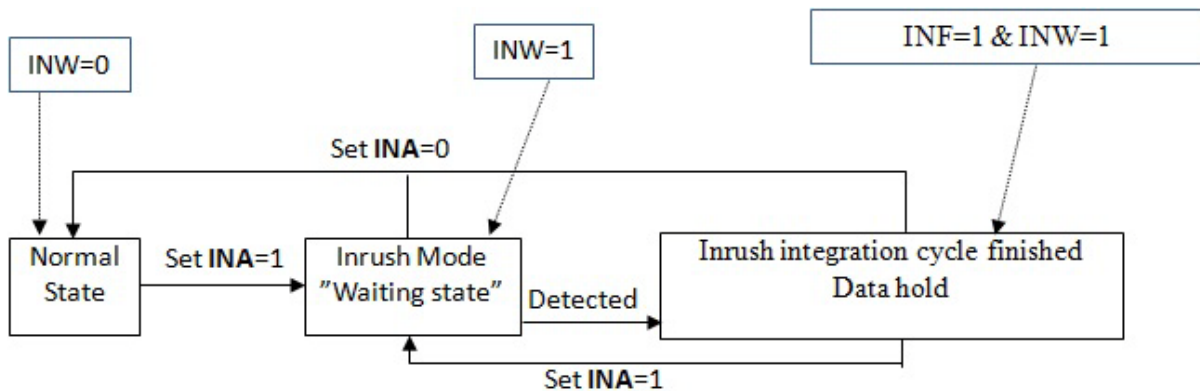 INW=0
INW=1
INF=1 & INW=1
Set INA=0
Normal
State
Set INA=1
Inrush Mode
”Waiting state”
Detected
Inrush integration cycle finished
Data hold
Set INA=1